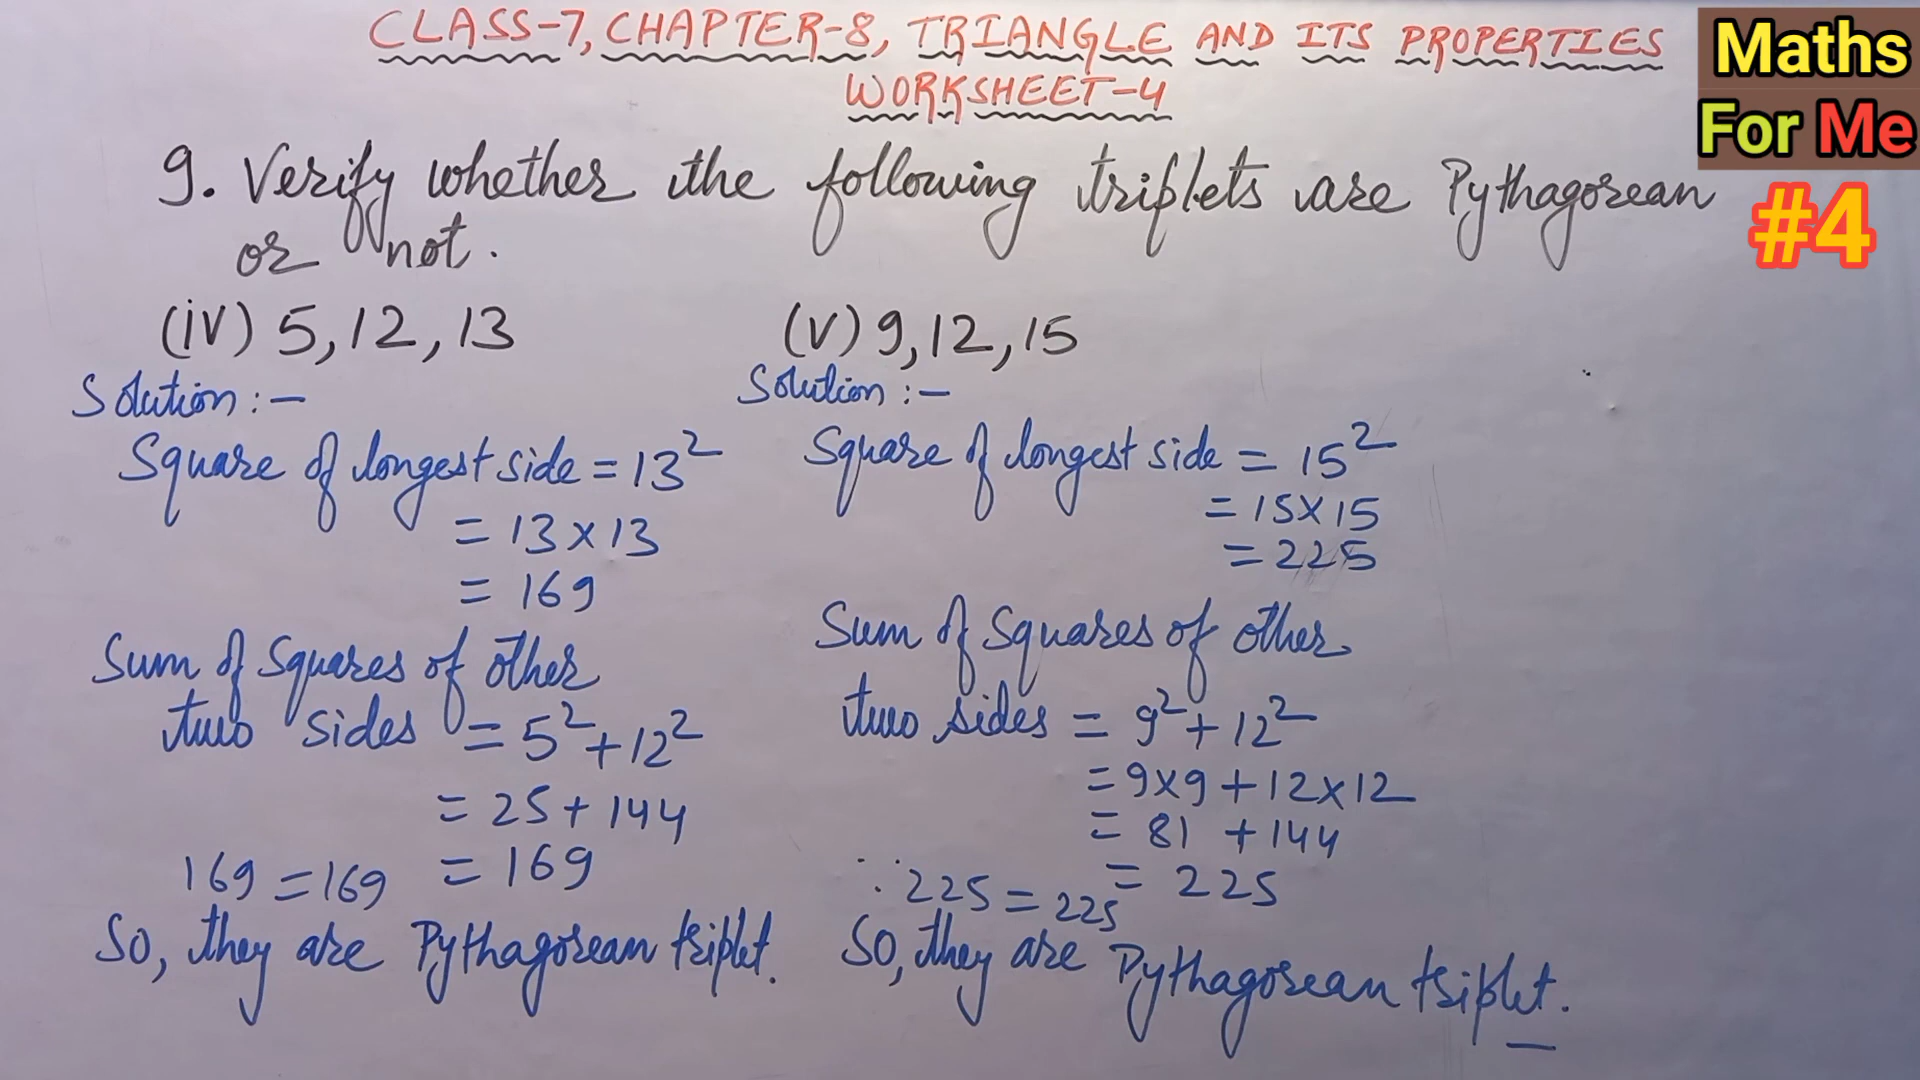 CLASS-7, CHAPTER-8, TRIANGLE AND ITS PROPERTIES
WORKSHEET-4
Maths
For Me
#4
9. Verify whether the following triplets are Pythagorean
or not.
(iv) 5, 12, 13
Solution :-
Square of longest side = 13²
= 13 × 13
= 169
Sum of Squares of other
two sides = 5² + 12²
= 25 + 144
= 169
169 = 169
So, they are Pythagorean triplet.
(v) 9, 12, 15
Solution :-
Square of longest side = 15²
= 15 × 15
= 225
Sum of Squares of other
two sides = 9² + 12²
= 9×9 + 12×12
= 81 + 144
= 225
∵ 225 = 225
So, they are Pythagorean triplet.